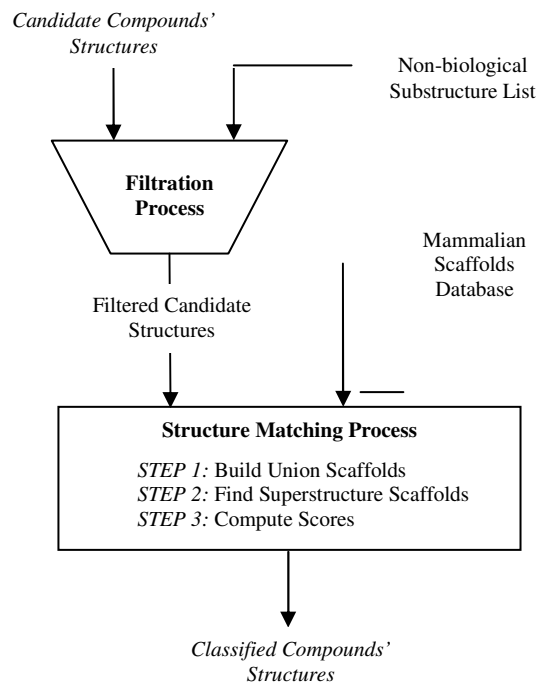 Candidate Compounds’
Structures
Non-biological
Substructure List
Filtration
Process
Mammalian
Scaffolds
Database
Filtered Candidate
Structures
Structure Matching Process
STEP 1: Build Union Scaffolds
STEP 2: Find Superstructure Scaffolds
STEP 3: Compute Scores
Classified Compounds’
Structures